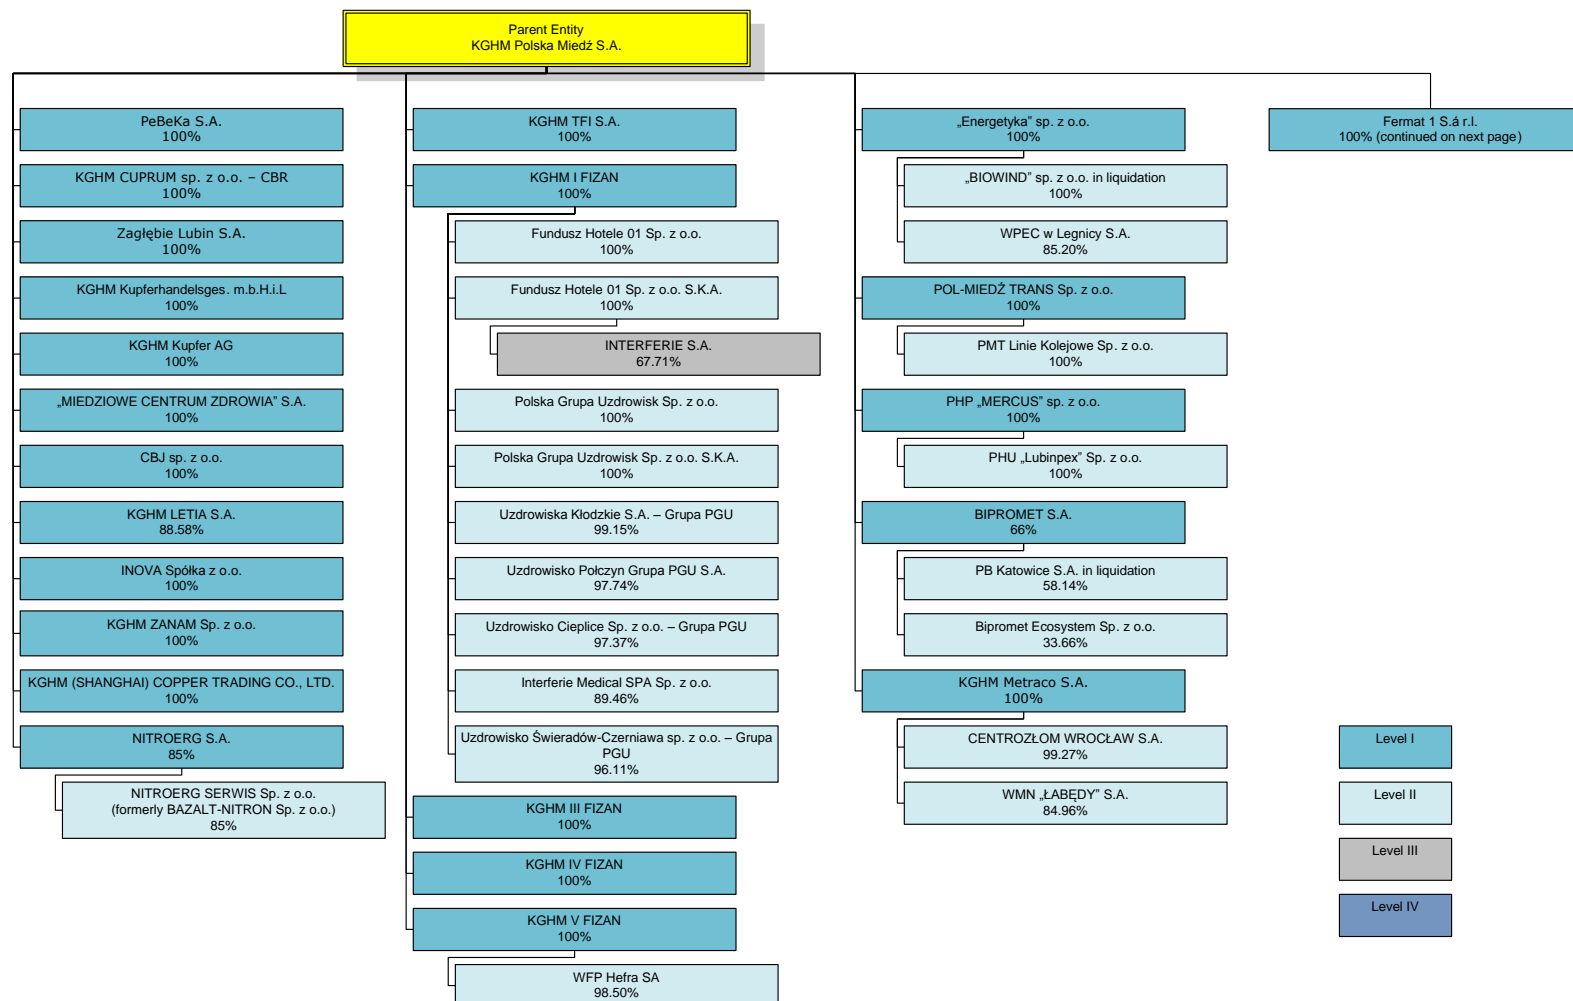 Parent Entity
KGHM Polska Miedź S.A.
PeBeKa S.A.
100%
KGHM CUPRUM sp. z o.o. – CBR
100%
Zagłębie Lubin S.A.
100%
KGHM Kupferhandelsges. m.b.H.i.L
100%
KGHM Kupfer AG
100%
„MIEDZIOWE CENTRUM ZDROWIA” S.A.
100%
CBJ sp. z o.o.
100%
KGHM LETIA S.A.
88.58%
INOVA Spółka z o.o.
100%
KGHM ZANAM Sp. z o.o.
100%
KGHM (SHANGHAI) COPPER TRADING CO., LTD.
100%
NITROERG S.A.
85%
NITROERG SERWIS Sp. z o.o.
(formerly BAZALT-NITRON Sp. z o.o.)
85%
KGHM TFI S.A.
100%
KGHM I FIZAN
100%
Fundusz Hotele 01 Sp. z o.o.
100%
Fundusz Hotele 01 Sp. z o.o. S.K.A.
100%
INTERFERIE S.A.
67.71%
Polska Grupa Uzdrowisk Sp. z o.o.
100%
Polska Grupa Uzdrowisk Sp. z o.o. S.K.A.
100%
Uzdrowiska Kłodzkie S.A. – Grupa PGU
99.15%
Uzdrowisko Połczyn Grupa PGU S.A.
97.74%
Uzdrowisko Cieplice Sp. z o.o. – Grupa PGU
97.37%
Interferie Medical SPA Sp. z o.o.
89.46%
Uzdrowisko Świeradów-Czerniawa sp. z o.o. – Grupa
PGU
96.11%
KGHM III FIZAN
100%
KGHM IV FIZAN
100%
KGHM V FIZAN
100%
WFP Hefra SA
98.50%
„Energetyka” sp. z o.o.
100%
„BIOWIND” sp. z o.o. in liquidation
100%
WPEC w Legnicy S.A.
85.20%
POL-MIEDŹ TRANS Sp. z o.o.
100%
PMT Linie Kolejowe Sp. z o.o.
100%
PHP „MERCUS” sp. z o.o.
100%
PHU „Lubinpex” Sp. z o.o.
100%
BIPROMET S.A.
66%
PB Katowice S.A. in liquidation
58.14%
Bipromet Ecosystem Sp. z o.o.
33.66%
KGHM Metraco S.A.
100%
CENTROZŁOM WROCŁAW S.A.
99.27%
WMN „ŁABĘDY” S.A.
84.96%
Fermat 1 S.á r.l.
100% (continued on next page)
Level I
Level II
Level III
Level IV